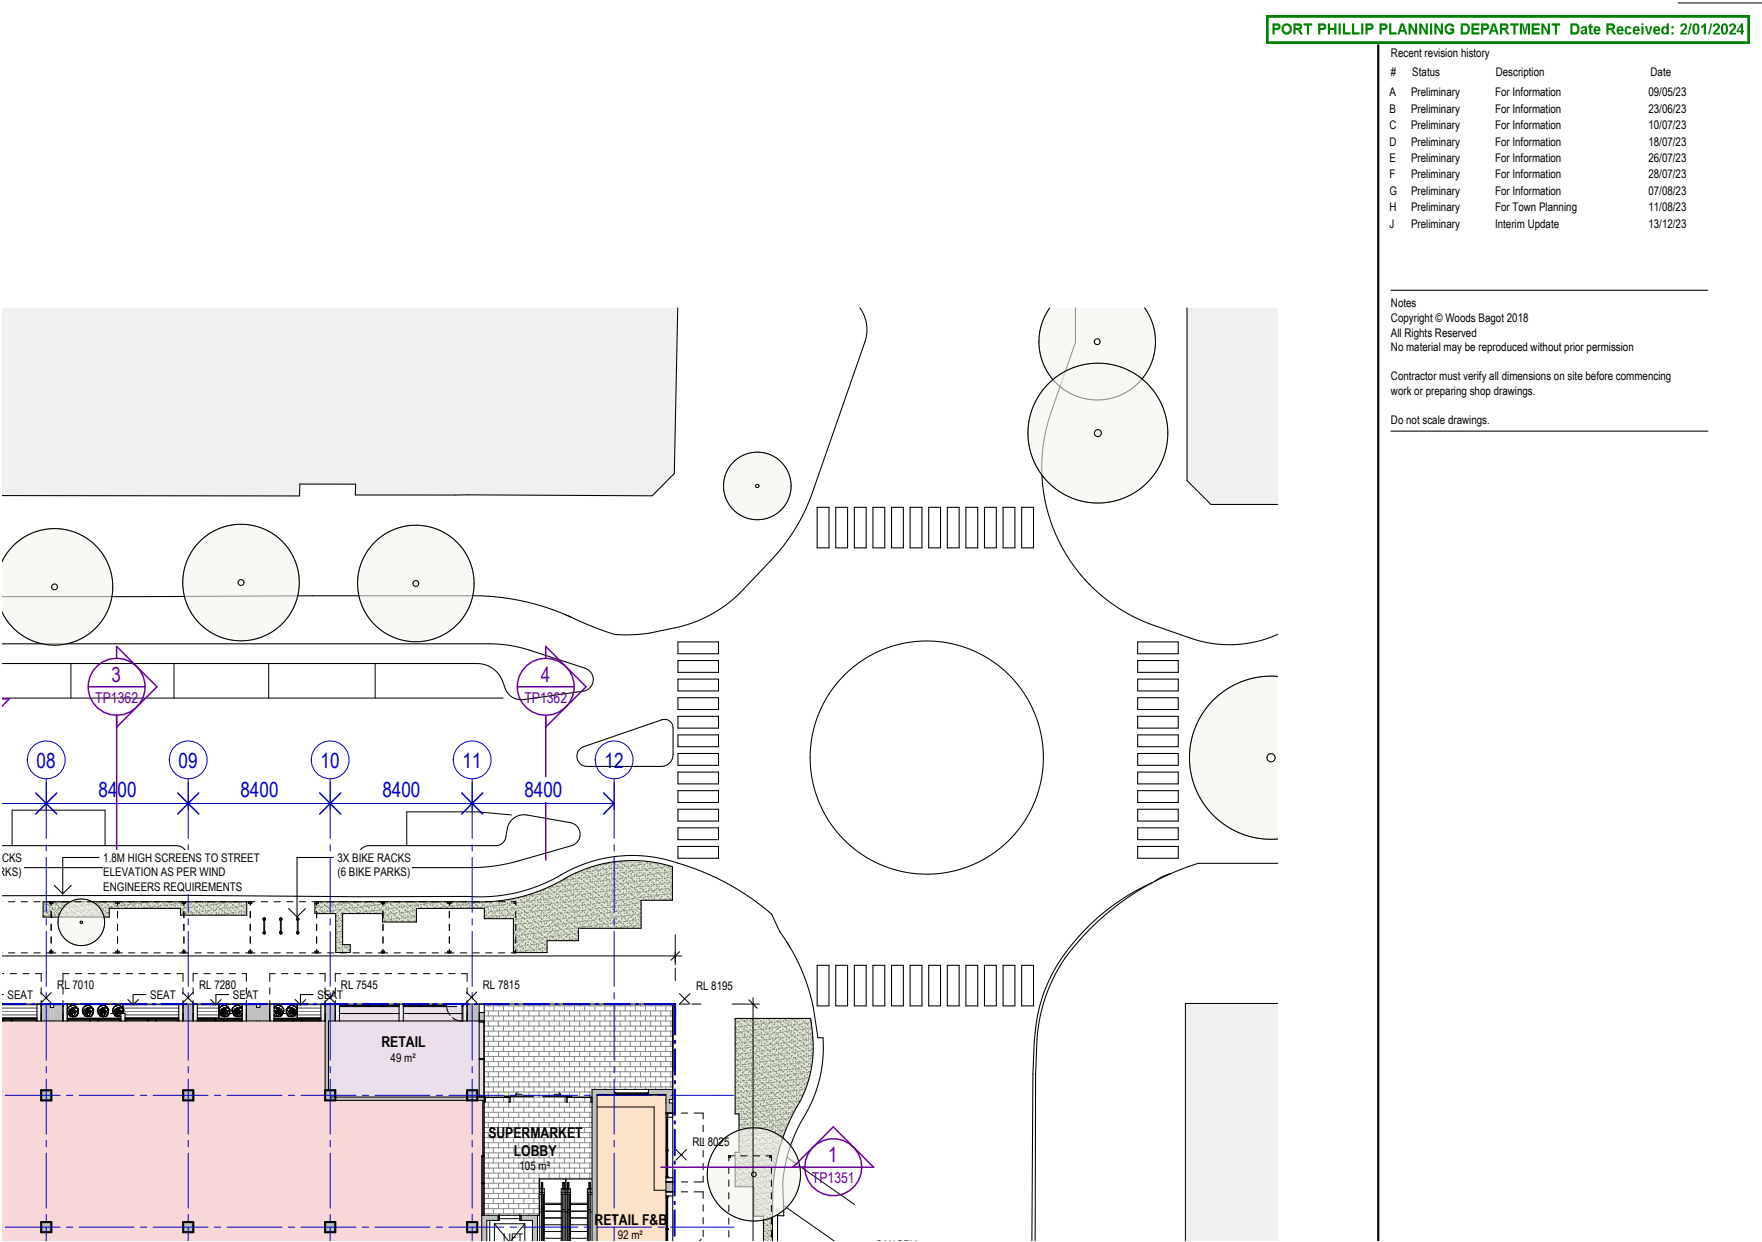 PORT PHILLIP PLANNING DEPARTMENT Date Received: 2/01/2024
Recent revision history
# Status Description Date
A Preliminary For Information 09/05/23
B Preliminary For Information 23/06/23
C Preliminary For Information 10/07/23
D Preliminary For Information 18/07/23
E Preliminary For Information 26/07/23
F Preliminary For Information 28/07/23
G Preliminary For Information 07/08/23
H Preliminary For Town Planning 11/08/23
J Preliminary Interim Update 13/12/23
Notes
Copyright © Woods Bagot 2018
All Rights Reserved
No material may be reproduced without prior permission
Contractor must verify all dimensions on site before commencing
work or preparing shop drawings.
Do not scale drawings.
3
TP1362
4
TP1362
08 09 10 11 12
8400 8400 8400 8400
CKS
KS)
1.8M HIGH SCREENS TO STREET
ELEVATION AS PER WIND
ENGINEERS REQUIREMENTS
3X BIKE RACKS
(6 BIKE PARKS)
RL 7010 RL 7280 RL 7545 RL 7815 RL 8195
SEAT SEAT SEAT SEAT
RETAIL
49 m²
SUPERMARKET
LOBBY
105 m²
RL 8025
1
TP1351
RETAIL F&B
92 m²
LIFT